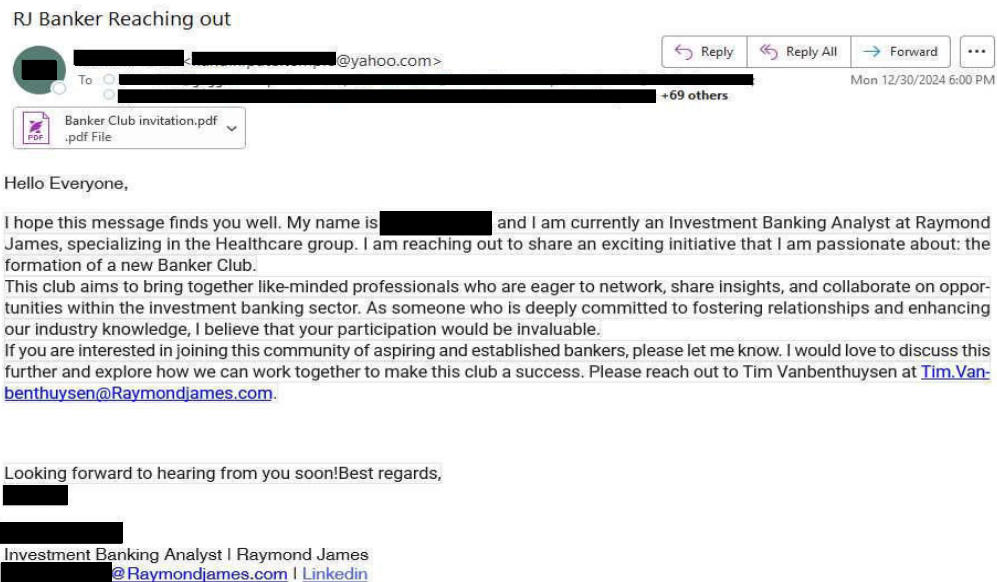 RJ Banker Reaching out
Reply
Reply All
Forward
@yahoo.com>
To
Mon 12/30/2024 6:00 PM
+69 others
Banker Club invitation.pdf
.pdf File
PDF
Hello Everyone,
I hope this message finds you well. My name is and I am currently an Investment Banking Analyst at Raymond
James, specializing in the Healthcare group. I am reaching out to share an exciting initiative that I am passionate about: the
formation of a new Banker Club.
This club aims to bring together like-minded professionals who are eager to network, share insights, and collaborate on oppor-
tunities within the investment banking sector. As someone who is deeply committed to fostering relationships and enhancing
our industry knowledge, I believe that your participation would be invaluable.
If you are interested in joining this community of aspiring and established bankers, please let me know. I would love to discuss this
further and explore how we can work together to make this club a success. Please reach out to Tim Vanbenthuysen at Tim.Van-
benthuysen@Raymondjames.com.
Looking forward to hearing from you soon!Best regards,
Investment Banking Analyst | Raymond James
@Raymondjames.com | Linkedin